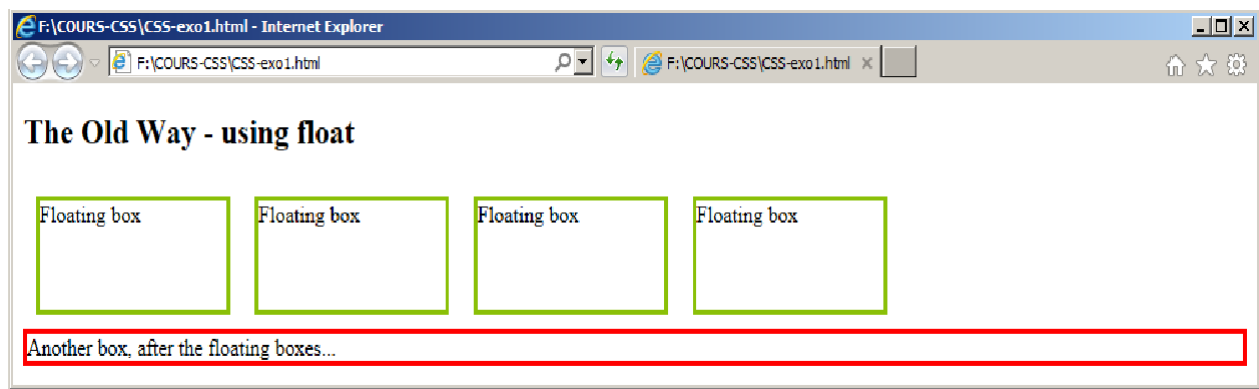 F:\COURS-CSS\CSS-exo1.html - Internet Explorer
F:\COURS-CSS\CSS-exo1.html F:\COURS-CSS\CSS-exo1.html
The Old Way - using float
Floating box Floating box Floating box Floating box
Another box, after the floating boxes...